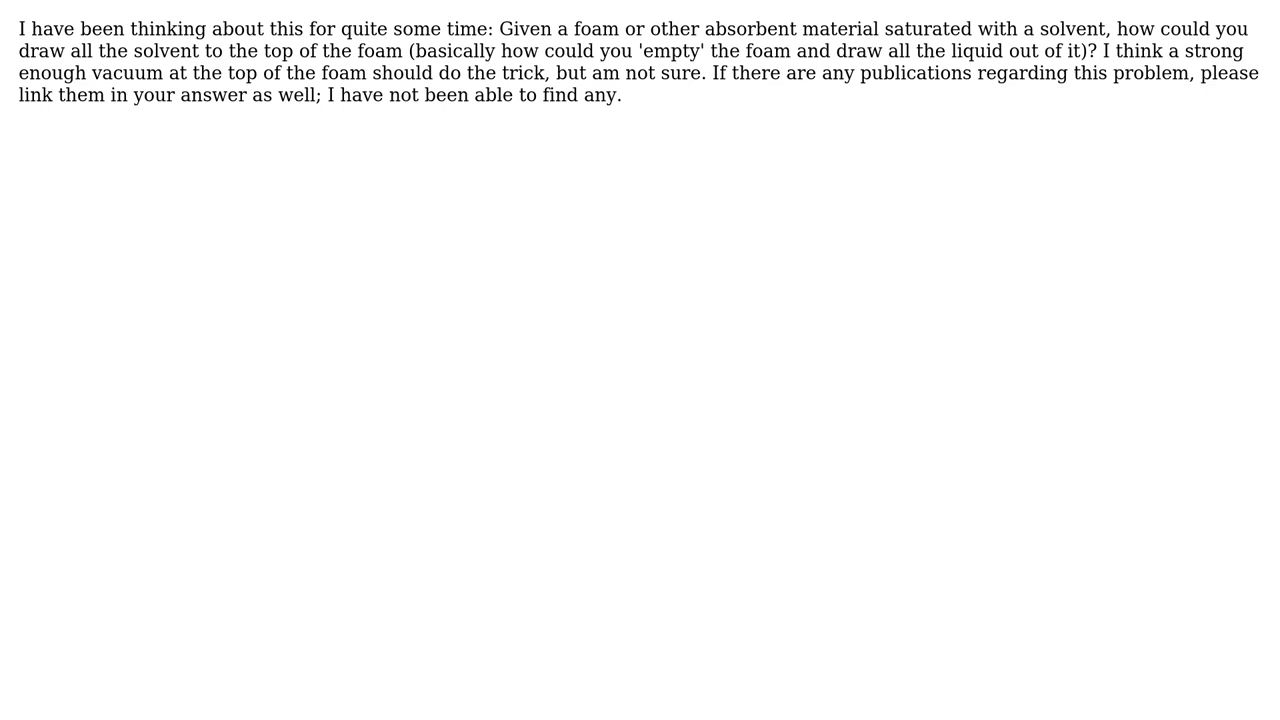 I have been thinking about this for quite some time: Given a foam or other absorbent material saturated with a solvent, how could you
draw all the solvent to the top of the foam (basically how could you 'empty' the foam and draw all the liquid out of it)? I think a strong
enough vacuum at the top of the foam should do the trick, but am not sure. If there are any publications regarding this problem, please
link them in your answer as well; I have not been able to find any.